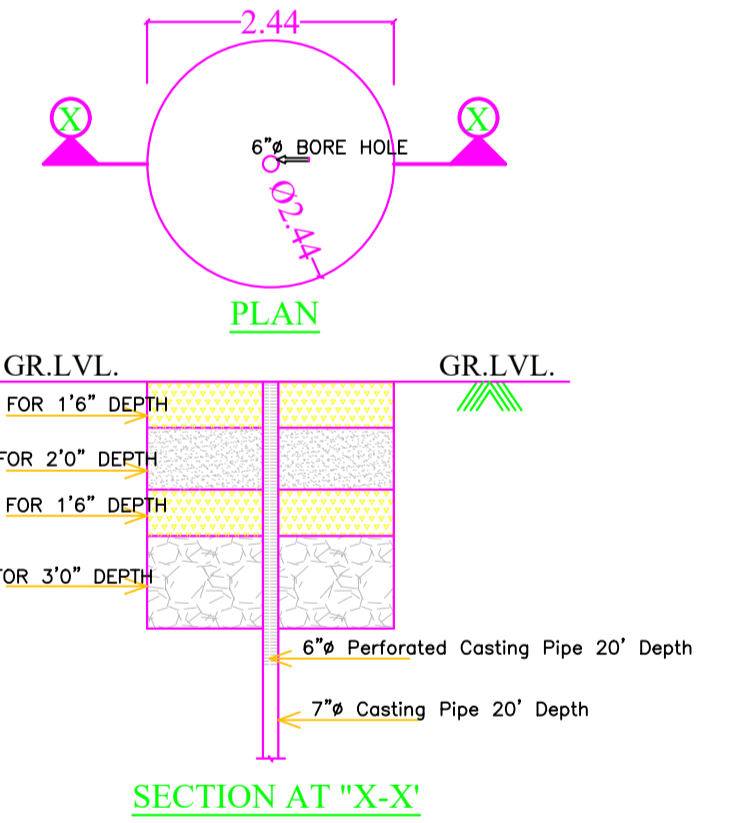 2.44
X
X
6"ø BORE HOLE
Ø2.44
PLAN
GR.LVL.
GR.LVL.
FOR 1'6" DEPTH
FOR 2'0" DEPTH
FOR 1'6" DEPTH
FOR 3'0" DEPTH
6"ø Perforated Casting Pipe 20' Depth
7"ø Casting Pipe 20' Depth
SECTION AT "X-X'